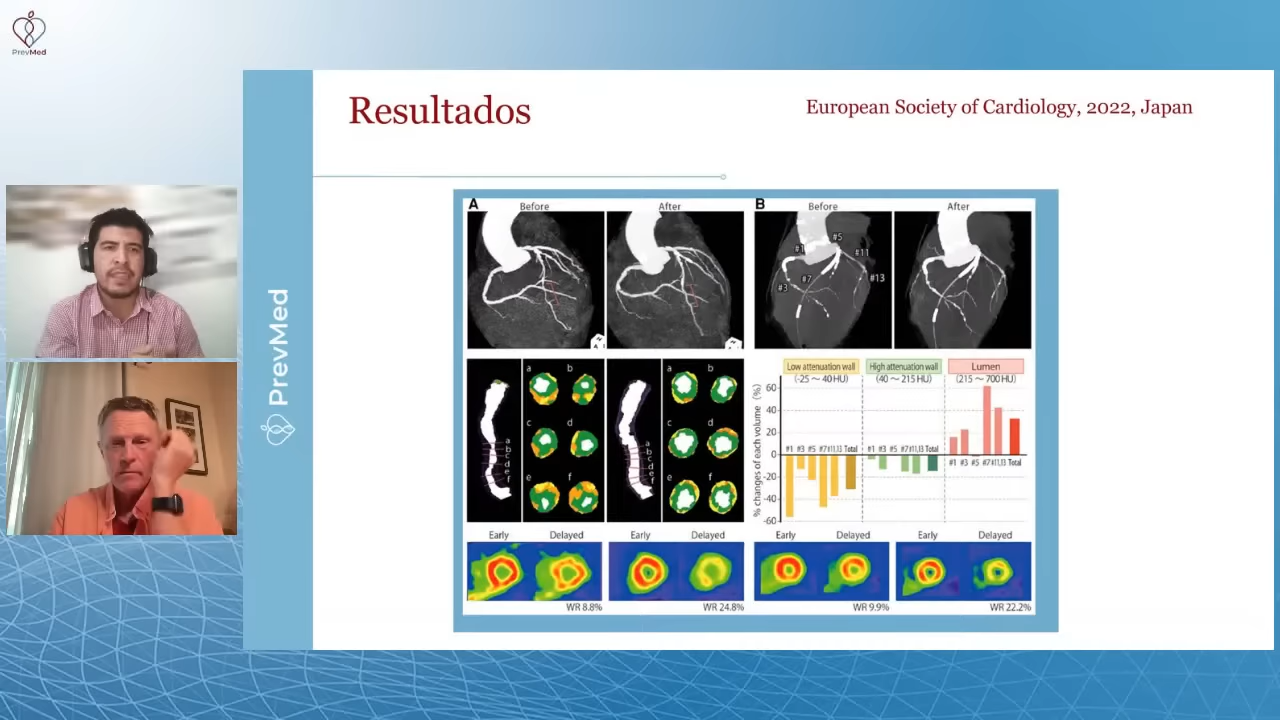 PrevMed
Resultados
European Society of Cardiology, 2022, Japan
PrevMed
A
Before
After
B
Before
After
#1
#5
#11
#13
#7
#3
a
b
c
d
e
f
a
b
c
d
e
f
a
b
c
d
e
f
a
b
c
d
e
f
Low attenuation wall
(-25 ~ 40 HU)
High attenuation wall
(40 ~ 215 HU)
Lumen
(215 ~ 700 HU)
% changes of each volume (%)
60
40
20
0
-20
-40
-60
#1 #3 #5 #7 #11,13 Total
#1 #3 #5 #7 #11,13 Total
#1 #3 #5 #7 #11,13 Total
Early
Delayed
Early
Delayed
Early
Delayed
Early
Delayed
WR 8.8%
WR 24.8%
WR 9.9%
WR 22.2%